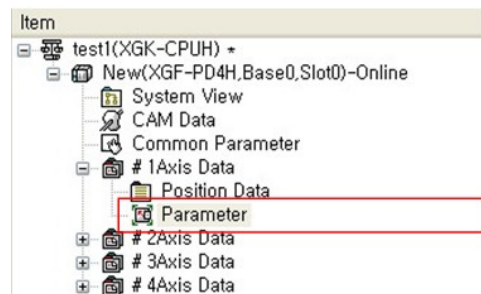 Item
test1(XGK-CPUH) *
New(XGF-PD4H,Base0,Slot0)-Online
System View
CAM Data
Common Parameter
# 1Axis Data
Position Data
Parameter
# 2Axis Data
# 3Axis Data
# 4Axis Data